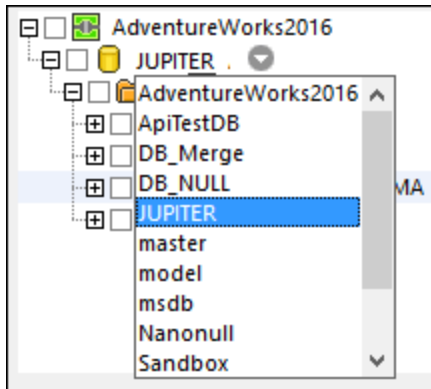 AdventureWorks2016
JUPITER .
AdventureWorks2016
ApiTestDB
DB_Merge
DB_NULL
MA
JUPITER
master
model
msdb
Nanonull
Sandbox